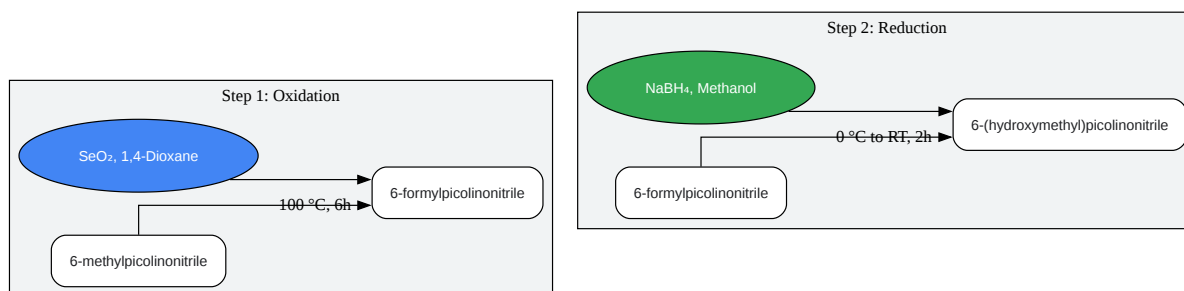 Step 1: Oxidation
SeO₂, 1,4-Dioxane
6-formylpicolinonitrile
100 °C, 6h
6-methylpicolinonitrile
Step 2: Reduction
NaBH₄, Methanol
6-(hydroxymethyl)picolinonitrile
0 °C to RT, 2h
6-formylpicolinonitrile